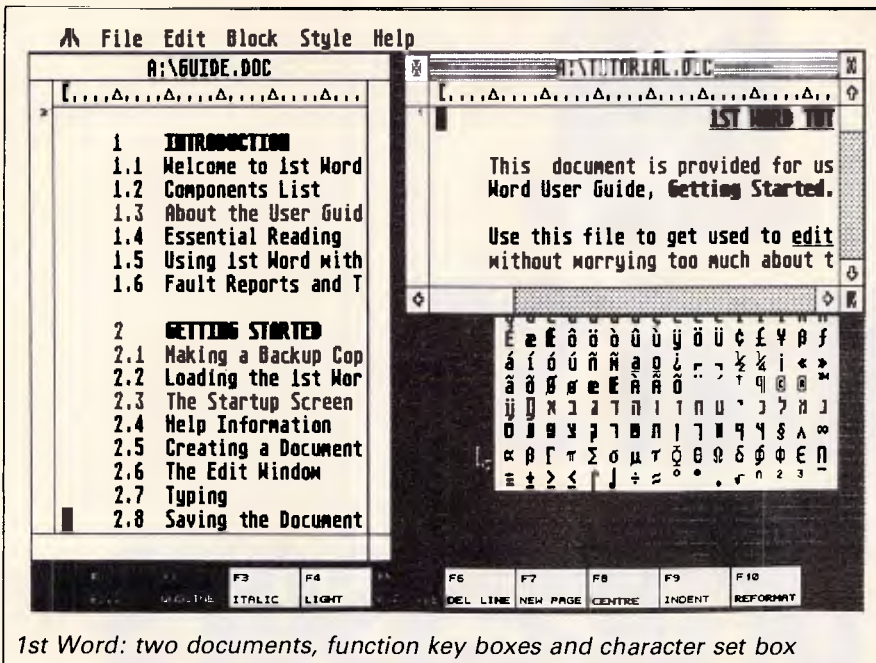 File Edit Block Style Help
A:\GUIDE.DOC
1 INTRODUCTION
1.1 Welcome to 1st Word
1.2 Components List
1.3 About the User Guid
1.4 Essential Reading
1.5 Using 1st Word with
1.6 Fault Reports and T
2 GETTING STARTED
2.1 Making a Backup Cop
2.2 Loading the 1st Wor
2.3 The Startup Screen
2.4 Help Information
2.5 Creating a Document
2.6 The Edit Window
2.7 Typing
2.8 Saving the Document
A:\TUTORIAL.DOC
1ST WORD TUT
This document is provided for us
Word User Guide, Getting Started.
Use this file to get used to edit
without worrying too much about t
F3 F4 F6 F7 F8 F9 F10
ITALIC LIGHT DEL LINE NEW PAGE CENTRE INDENT REFORMAT
1st Word: two documents, function key boxes and character set box